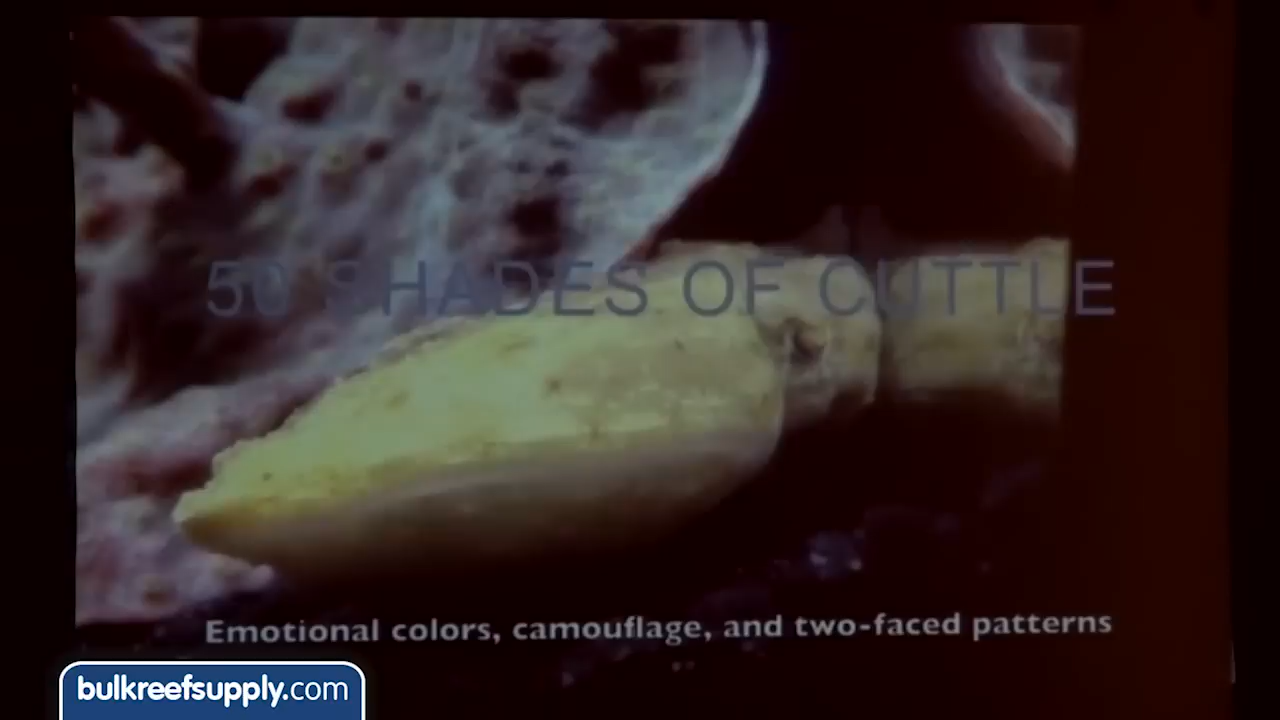 50 SHADES OF CUTTLE
Emotional colors, camouflage, and two-faced patterns
bulkreefsupply.com